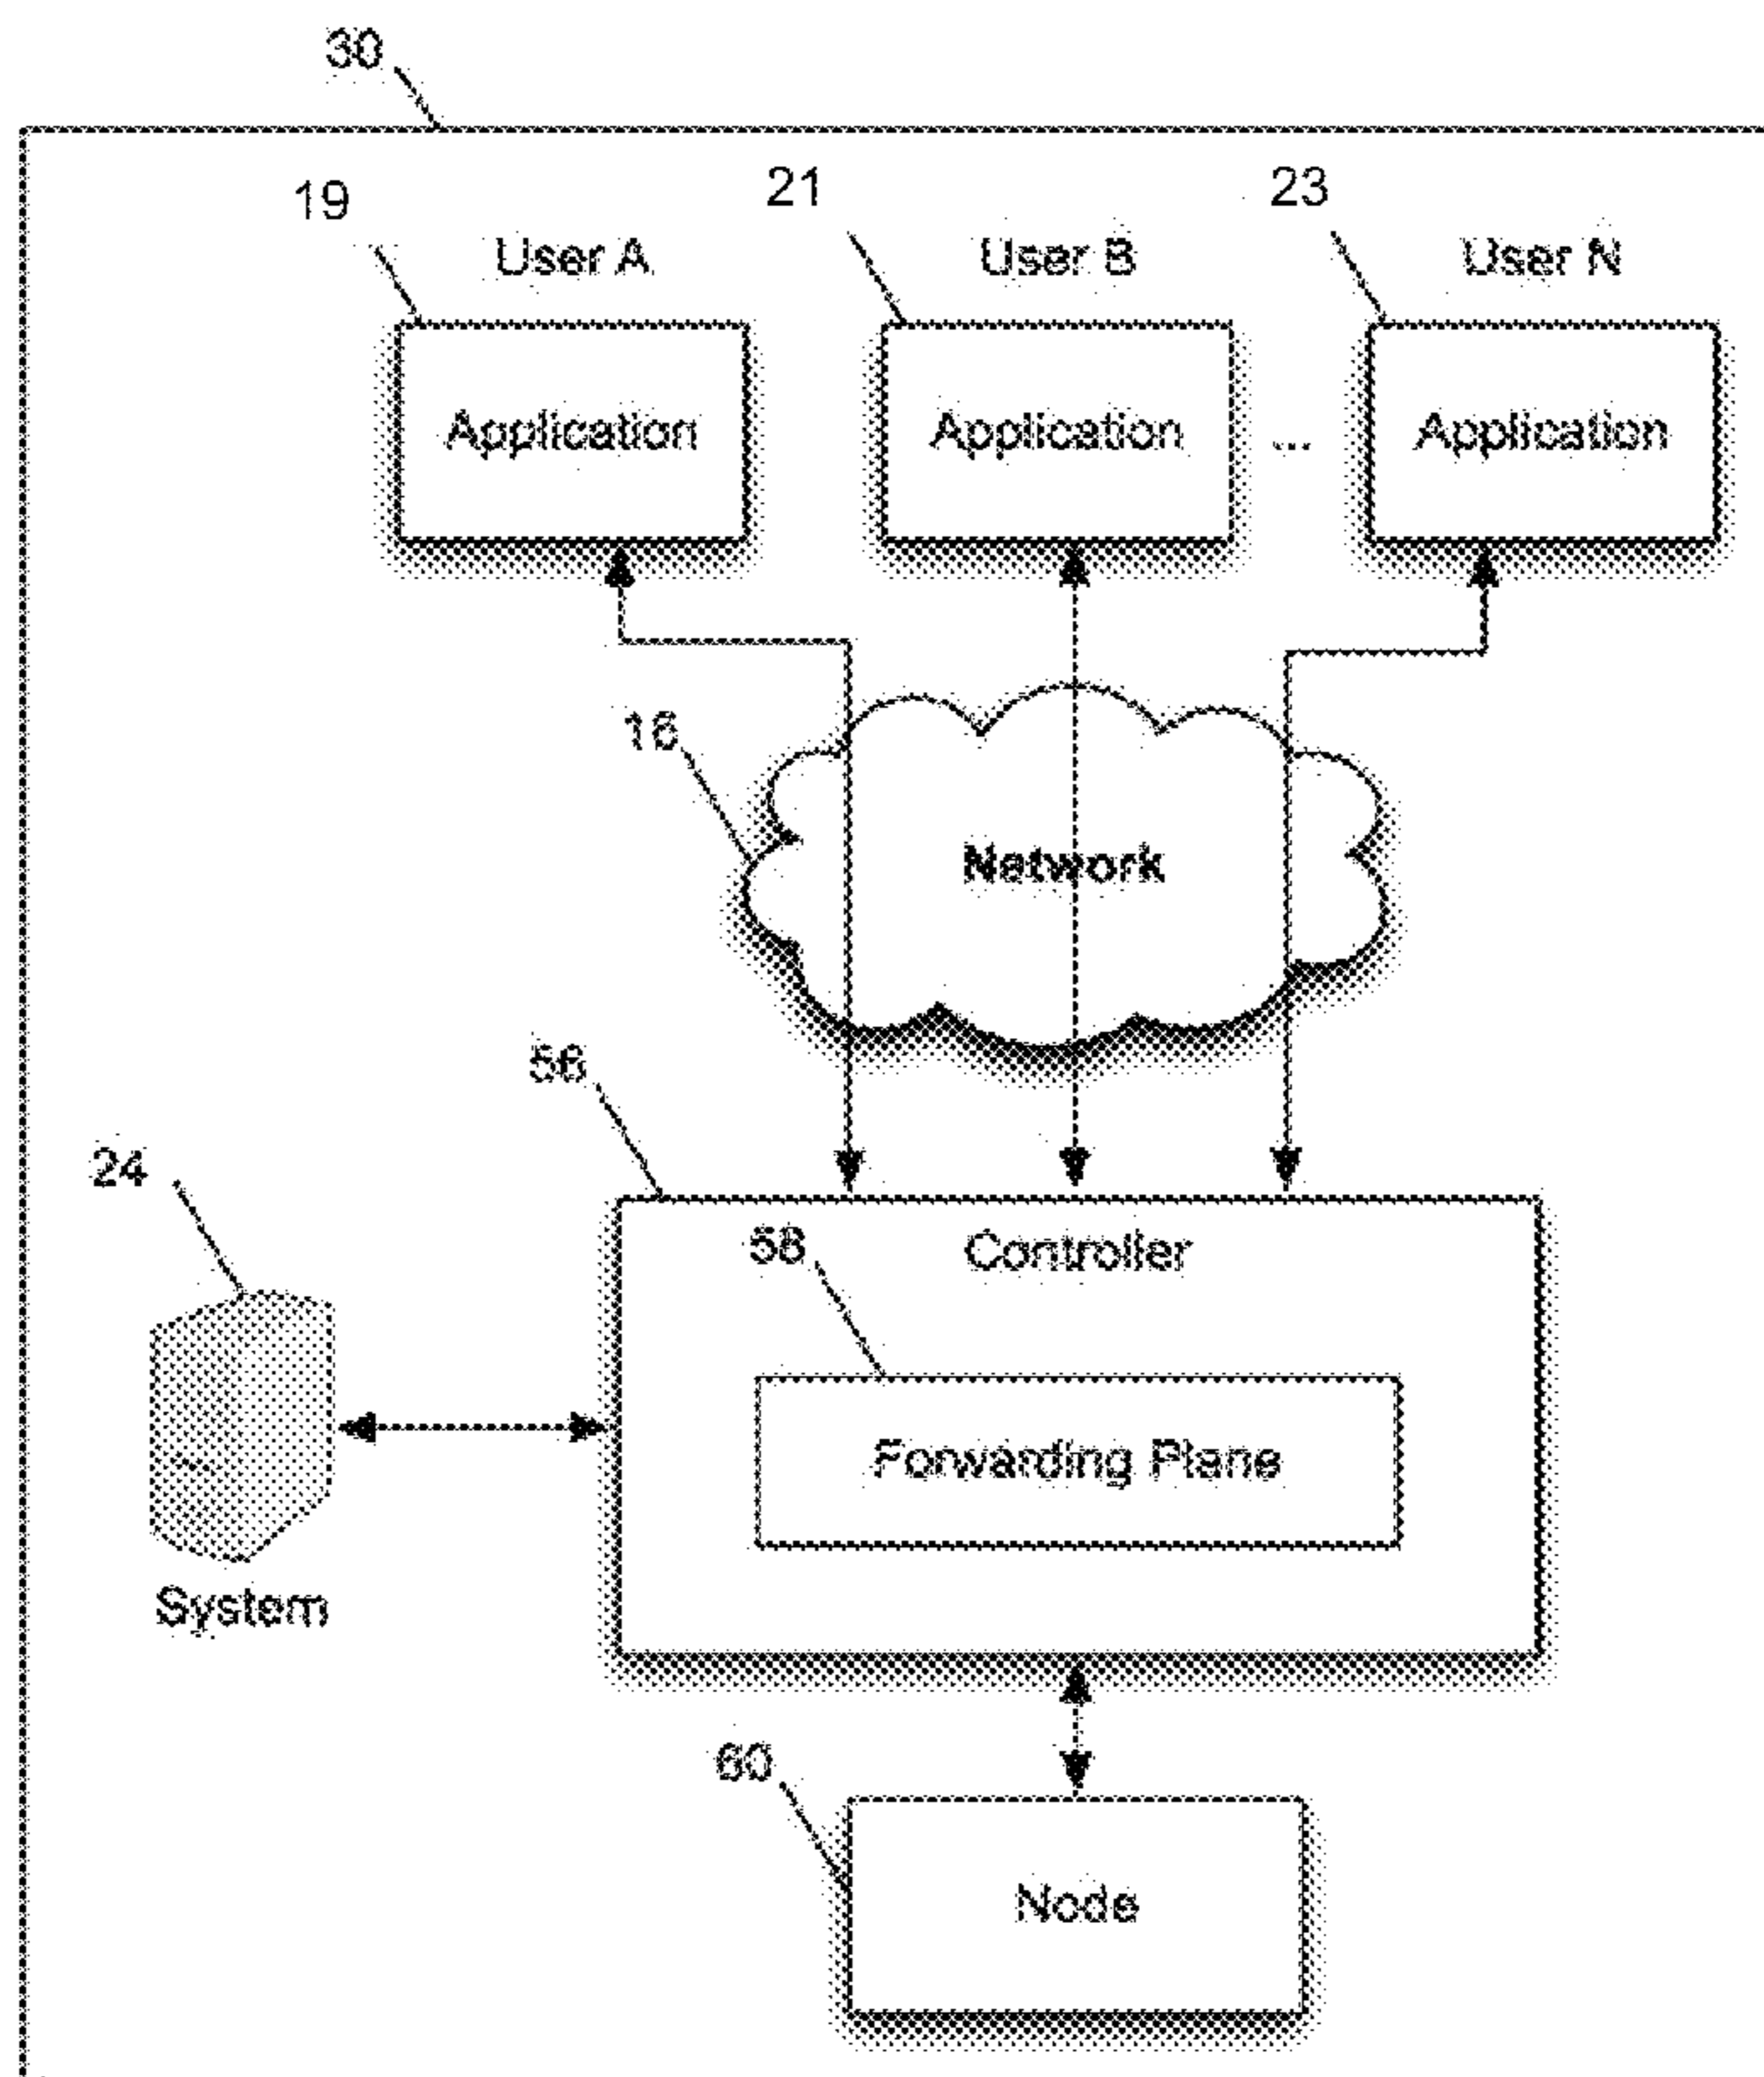 30
19
21
23
User A
User B
User N
Application
Application
...
Application
16
Network
56
24
58
Controller
Forwarding Plane
System
60
Node